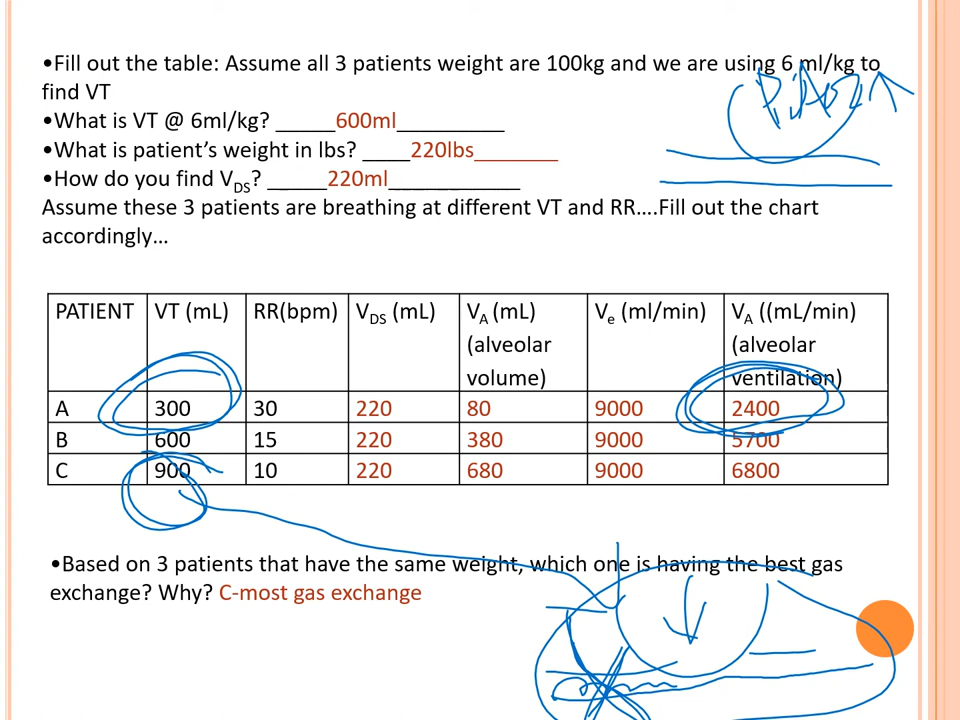 •Fill out the table: Assume all 3 patients weight are 100kg and we are using 6 ml/kg to
find VT
•What is VT @ 6ml/kg? _____600ml_________
•What is patient's weight in lbs? ____220lbs_______
•How do you find VDS? _____220ml___________
Assume these 3 patients are breathing at different VT and RR….Fill out the chart
accordingly…
PATIENT VT (mL) RR(bpm) VDS (mL) VA (mL) Ve (ml/min) VA ((mL/min)
(alveolar (alveolar
volume) ventilation)
A 300 30 220 80 9000 2400
B 600 15 220 380 9000 5700
C 900 10 220 680 9000 6800
•Based on 3 patients that have the same weight, which one is having the best gas
exchange? Why? C-most gas exchange